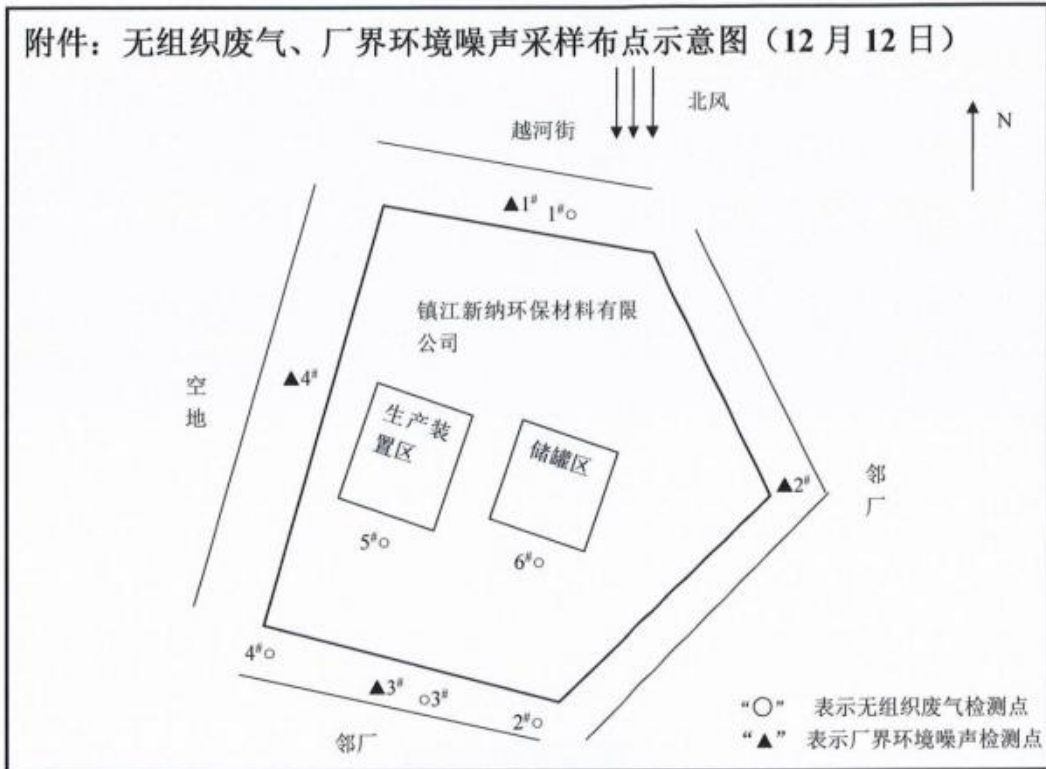 附件：无组织废气、厂界环境噪声采样布点示意图（12 月 12 日）
北风
N
越河街
▲1#
1#○
镇江新纳环保材料有限
公司
▲4#
空
地
生产装
置区
储罐区
▲2#
邻
厂
5#○
6#○
4#○
▲3#
○3#
2#○
邻厂
“○” 表示无组织废气检测点
“▲” 表示厂界环境噪声检测点